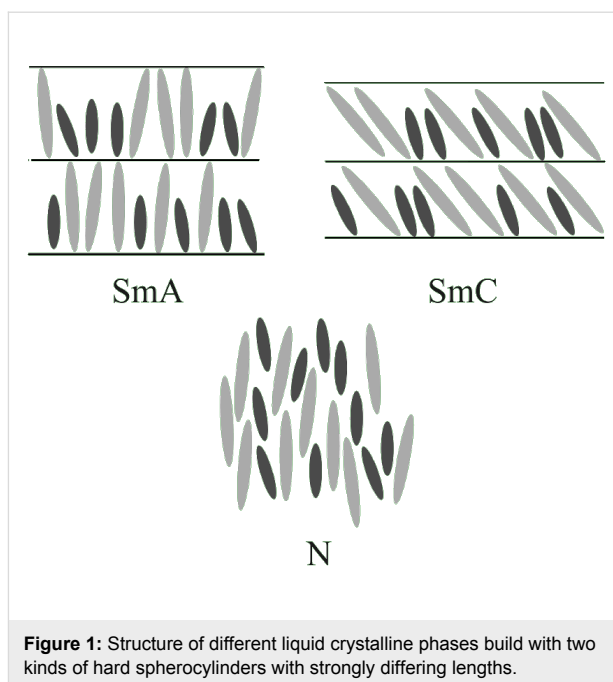 SmA
SmC
N
Figure 1: Structure of different liquid crystalline phases build with two
kinds of hard spherocylinders with strongly differing lengths.